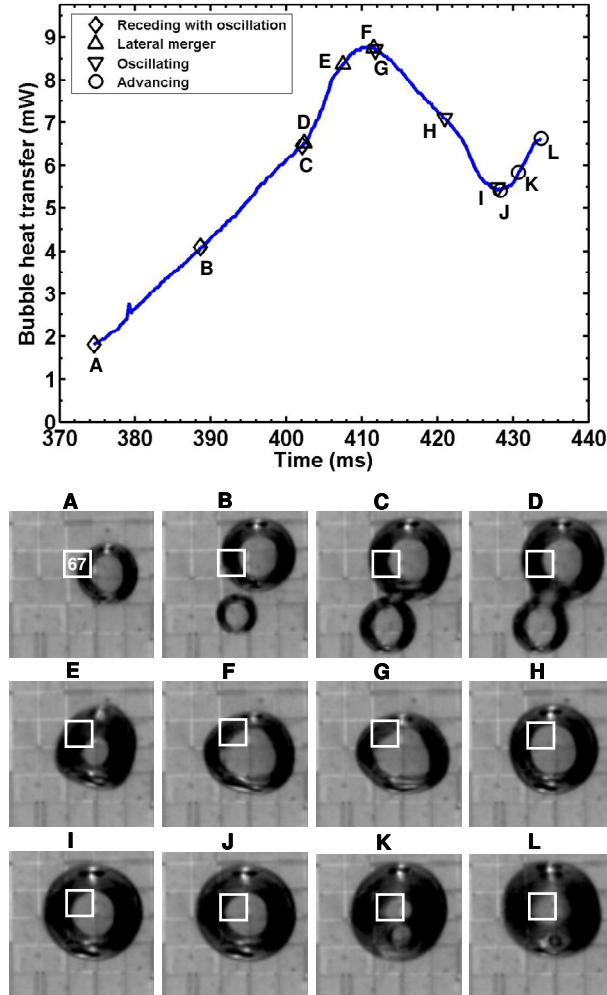 Receding with oscillation
Lateral merger
Oscillating
Advancing
Bubble heat transfer (mW)
9
8
7
6
5
4
3
2
1
0
A
B
C
D
E
F
G
H
I
J
K
L
370 380 390 400 410 420 430 440
Time (ms)
A B C D
67
E F G H
I J K L